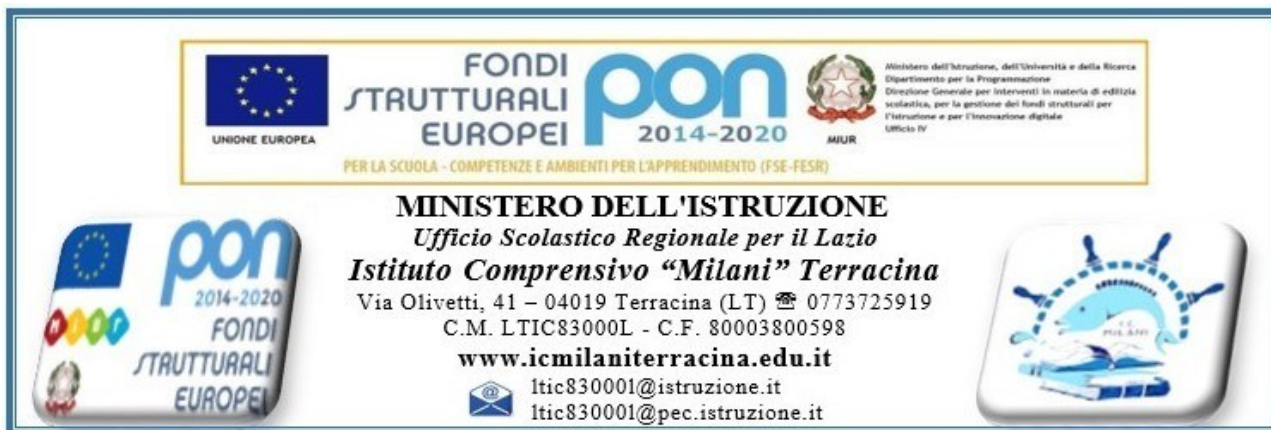 FONDI
STRUTTURALI
EUROPEI
pon
2014-2020
UNIONE EUROPEA
MIUR
Ministero dell'Istruzione, dell'Università e della Ricerca
Dipartimento per la Programmazione
Direzione Generale per interventi in materia di edilizia
scolastica, per la gestione dei fondi strutturali per
l'istruzione e per l'innovazione digitale
Ufficio IV
PER LA SCUOLA - COMPETENZE E AMBIENTI PER L'APPRENDIMENTO (FSE-FESR)
MINISTERO DELL'ISTRUZIONE
Ufficio Scolastico Regionale per il Lazio
Istituto Comprensivo “Milani” Terracina
Via Olivetti, 41 – 04019 Terracina (LT) ☎ 0773725919
C.M. LTIC83000L - C.F. 80003800598
www.icmilaniterracina.edu.it
ltic830001@istruzione.it
ltic830001@pec.istruzione.it
pon
2014-2020
miur
FONDI
STRUTTURALI
EUROPEI
I.C.
MILANI